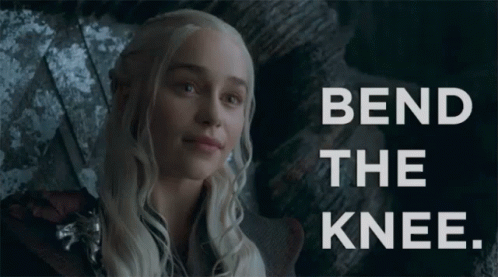 BEND
THE
KNEE.